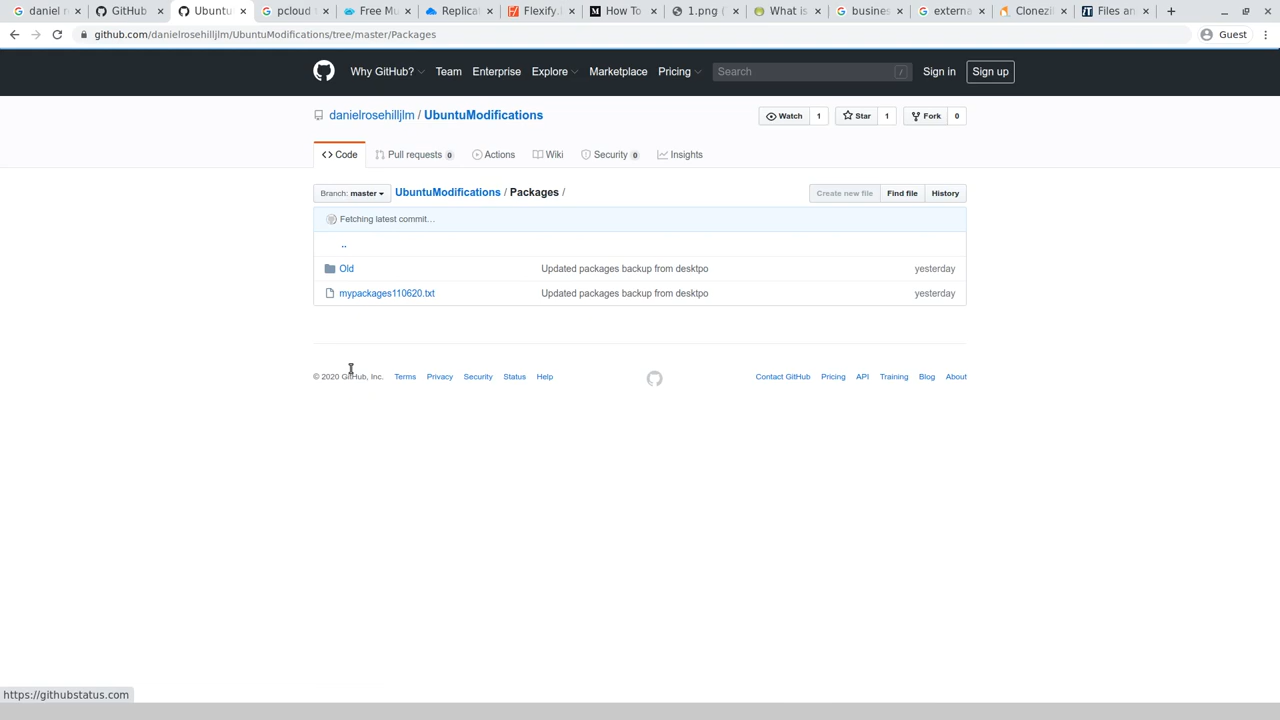 daniel r
GitHub
Ubuntu
pcloud
Free Mu
Replica
Flexify.
How To
1.png (
What is
busines
externa
Clonezi
Files an
github.com/danielrosehilljlm/UbuntuModifications/tree/master/Packages
Guest
Why GitHub?
Team
Enterprise
Explore
Marketplace
Pricing
Search
/
Sign in
Sign up
danielrosehilljlm / UbuntuModifications
Watch 1
Star 1
Fork 0
Code
Pull requests 0
Actions
Wiki
Security 0
Insights
Branch: master
UbuntuModifications / Packages /
Create new file
Find file
History
Fetching latest commit…
..
Old Updated packages backup from desktpo yesterday
mypackages110620.txt Updated packages backup from desktpo yesterday
© 2020 GitHub, Inc.
Terms
Privacy
Security
Status
Help
Contact GitHub
Pricing
API
Training
Blog
About
https://githubstatus.com